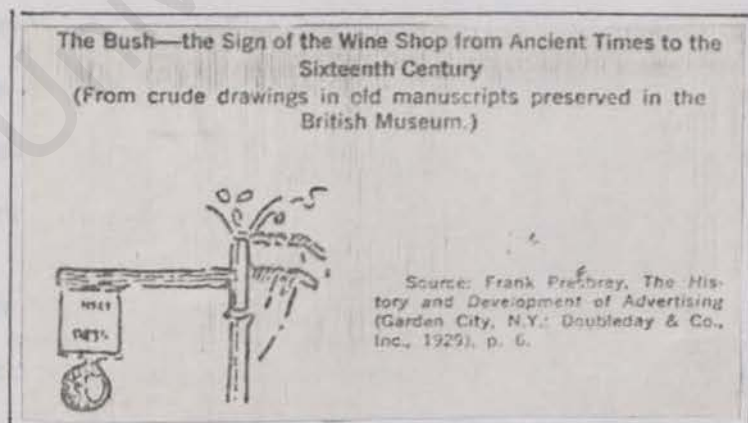 The Bush—the Sign of the Wine Shop from Ancient Times to the
Sixteenth Century
(From crude drawings in old manuscripts preserved in the
British Museum.)
Source: Frank Presbrey, The His-
tory and Development of Advertising
(Garden City, N.Y.: Doubleday & Co.,
Inc., 1929), p. 6.